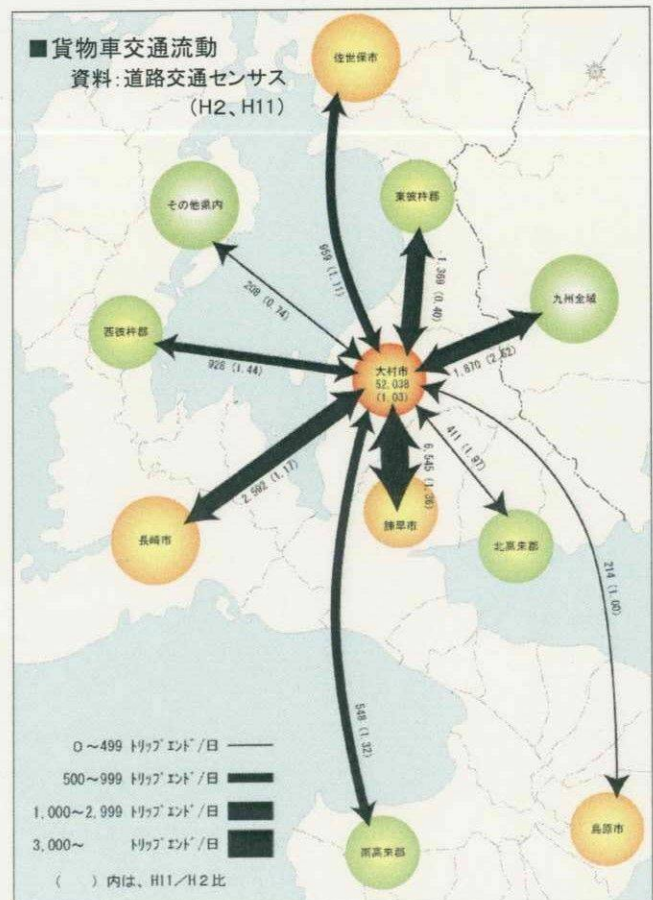 ■貨物車交通流動
資料:道路交通センサス
(H2、H11)
佐世保市
その他県内
東彼杵郡
九州全域
西彼杵郡
959 (1.11)
208 (0.74)
1,369 (0.40)
926 (1.44)
1,870 (2.52)
大村市
52,038
(1.03)
2,592 (1.17)
6,545 (1.36)
411 (1.97)
長崎市
諫早市
北高来郡
214 (1.00)
548 (1.32)
0~499 トリップエンド/日
500~999 トリップエンド/日
1,000~2,999 トリップエンド/日
3,000~ トリップエンド/日
( )内は、H11/H2比
南高来郡
島原市